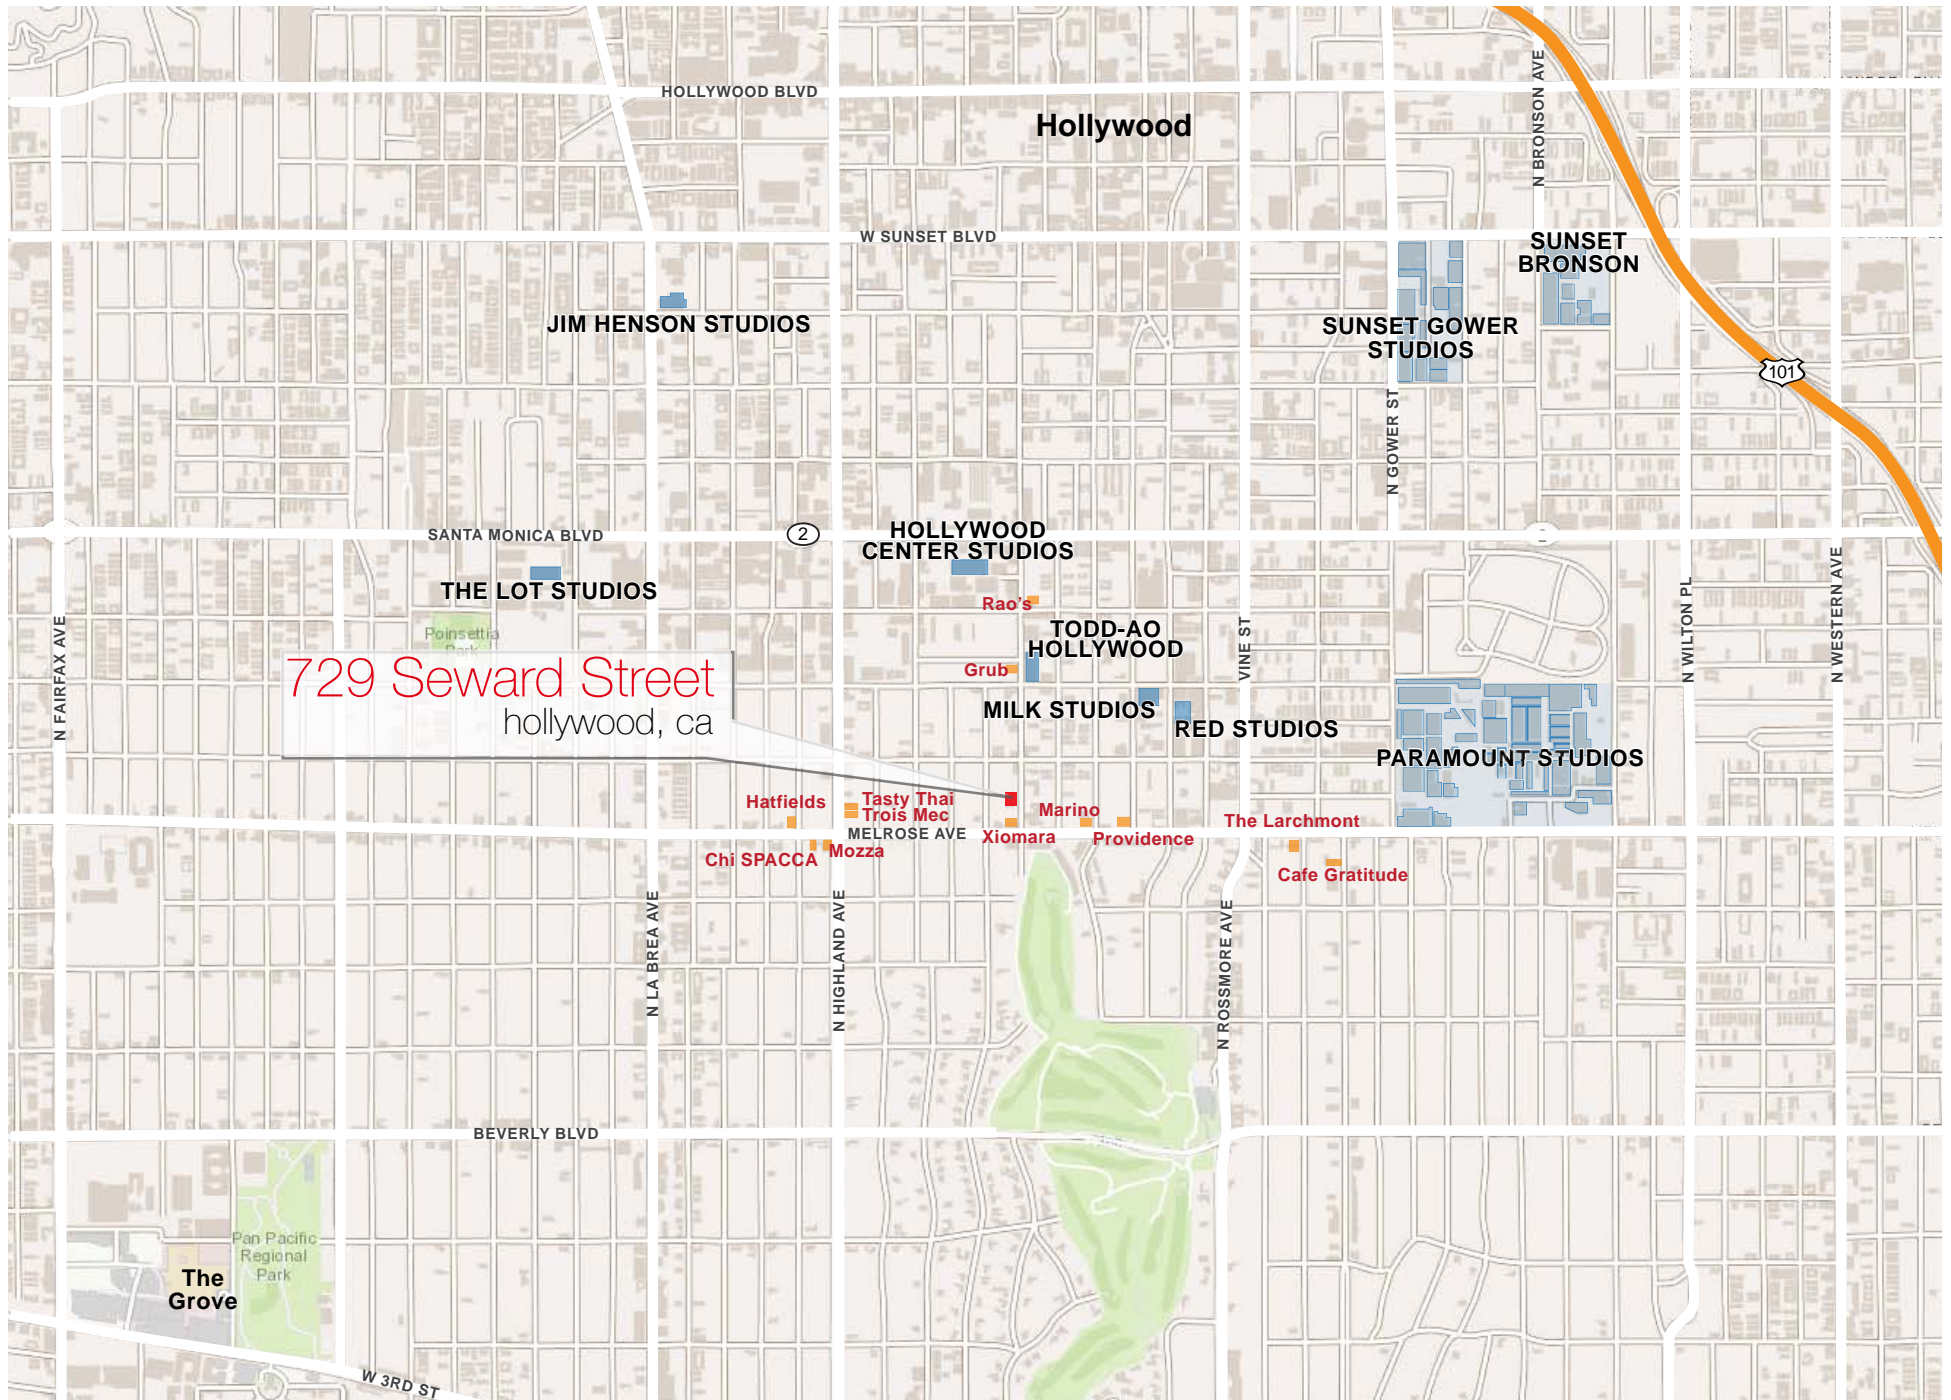 HOLLYWOOD BLVD
Hollywood
N BRONSON AVE
W SUNSET BLVD
SUNSET
BRONSON
JIM HENSON STUDIOS
SUNSET GOWER
STUDIOS
101
N GOWER ST
SANTA MONICA BLVD
2
HOLLYWOOD
CENTER STUDIOS
THE LOT STUDIOS
Rao's
TODD-AO
HOLLYWOOD
Poinsettia
Park
Grub
N FAIRFAX AVE
VINE ST
N WILTON PL
N WESTERN AVE
729 Seward Street
hollywood, ca
MILK STUDIOS
RED STUDIOS
PARAMOUNT STUDIOS
Hatfields
Tasty Thai
Trois Mec
Marino
The Larchmont
MELROSE AVE
Xiomara
Providence
Chi SPACCA
Mozza
Cafe Gratitude
N LA BREA AVE
N HIGHLAND AVE
N ROSSMORE AVE
BEVERLY BLVD
Pan Pacific
Regional
Park
The
Grove
W 3RD ST